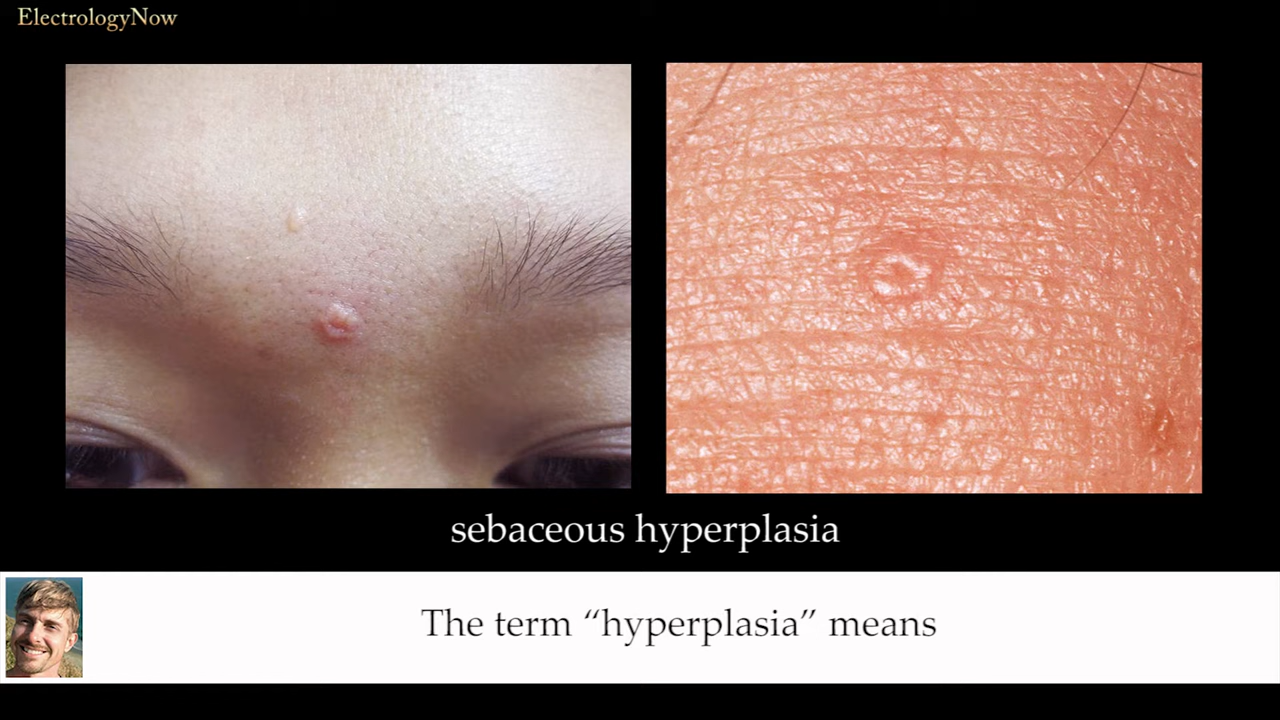 ElectrologyNow
sebaceous hyperplasia
The term “hyperplasia” means